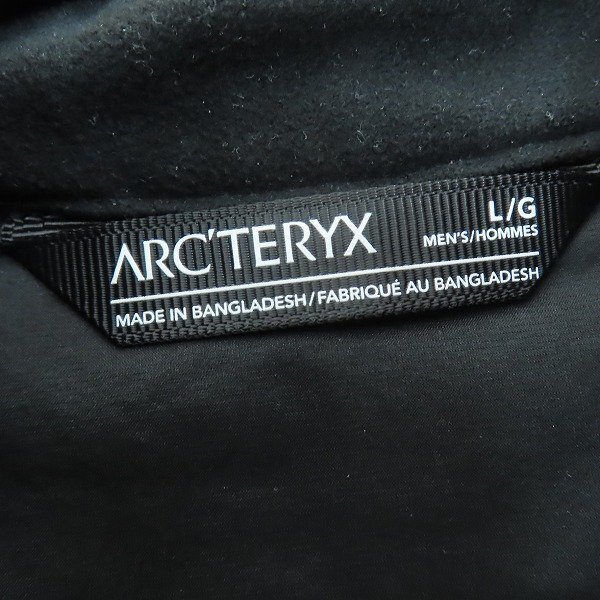 ARC'TERYX
L/G
MEN'S/HOMMES
MADE IN BANGLADESH/FABRIQUÉ AU BANGLADESH